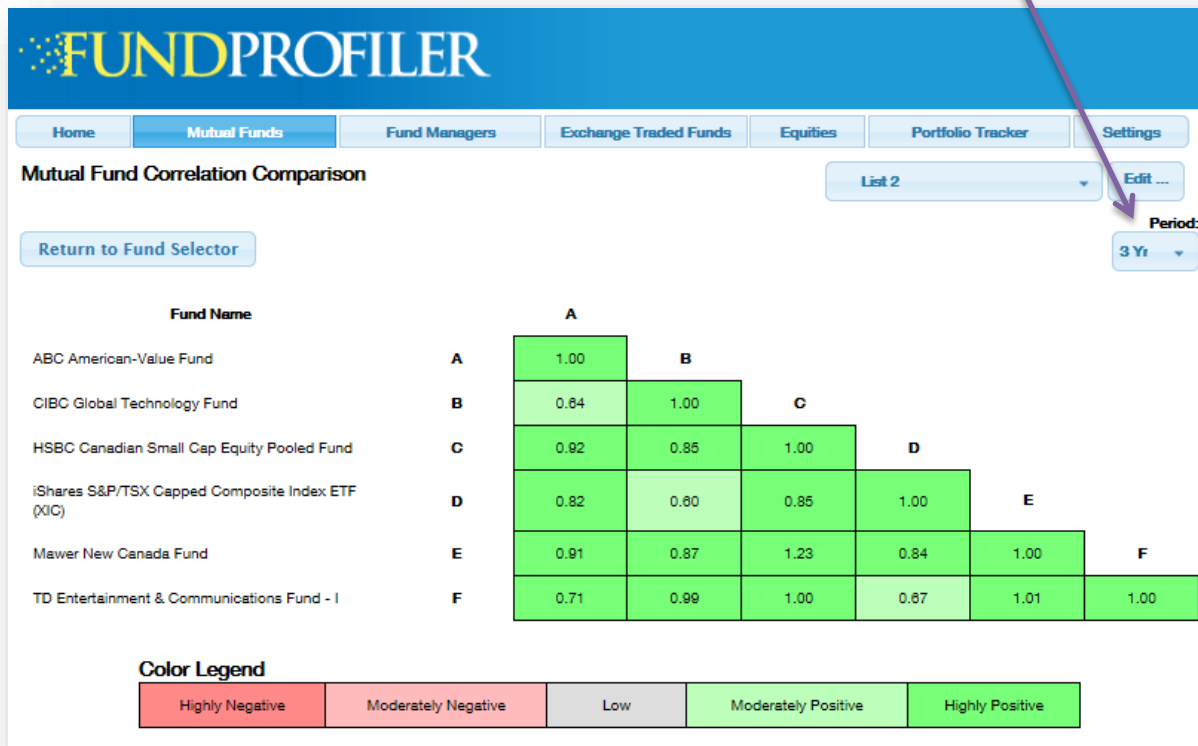 FUNDPROFILER
Home Mutual Funds Fund Managers Exchange Traded Funds Equities Portfolio Tracker Settings
Mutual Fund Correlation Comparison List 2 Edit ...
Period:
Return to Fund Selector 3 Yr
Fund Name A
ABC American-Value Fund A 1.00 B
CIBC Global Technology Fund B 0.64 1.00 C
HSBC Canadian Small Cap Equity Pooled Fund C 0.92 0.85 1.00 D
iShares S&P/TSX Capped Composite Index ETF
(XIC) D 0.82 0.60 0.85 1.00 E
Mawer New Canada Fund E 0.91 0.87 1.23 0.84 1.00 F
TD Entertainment & Communications Fund - I F 0.71 0.99 1.00 0.67 1.01 1.00
Color Legend
Highly Negative Moderately Negative Low Moderately Positive Highly Positive